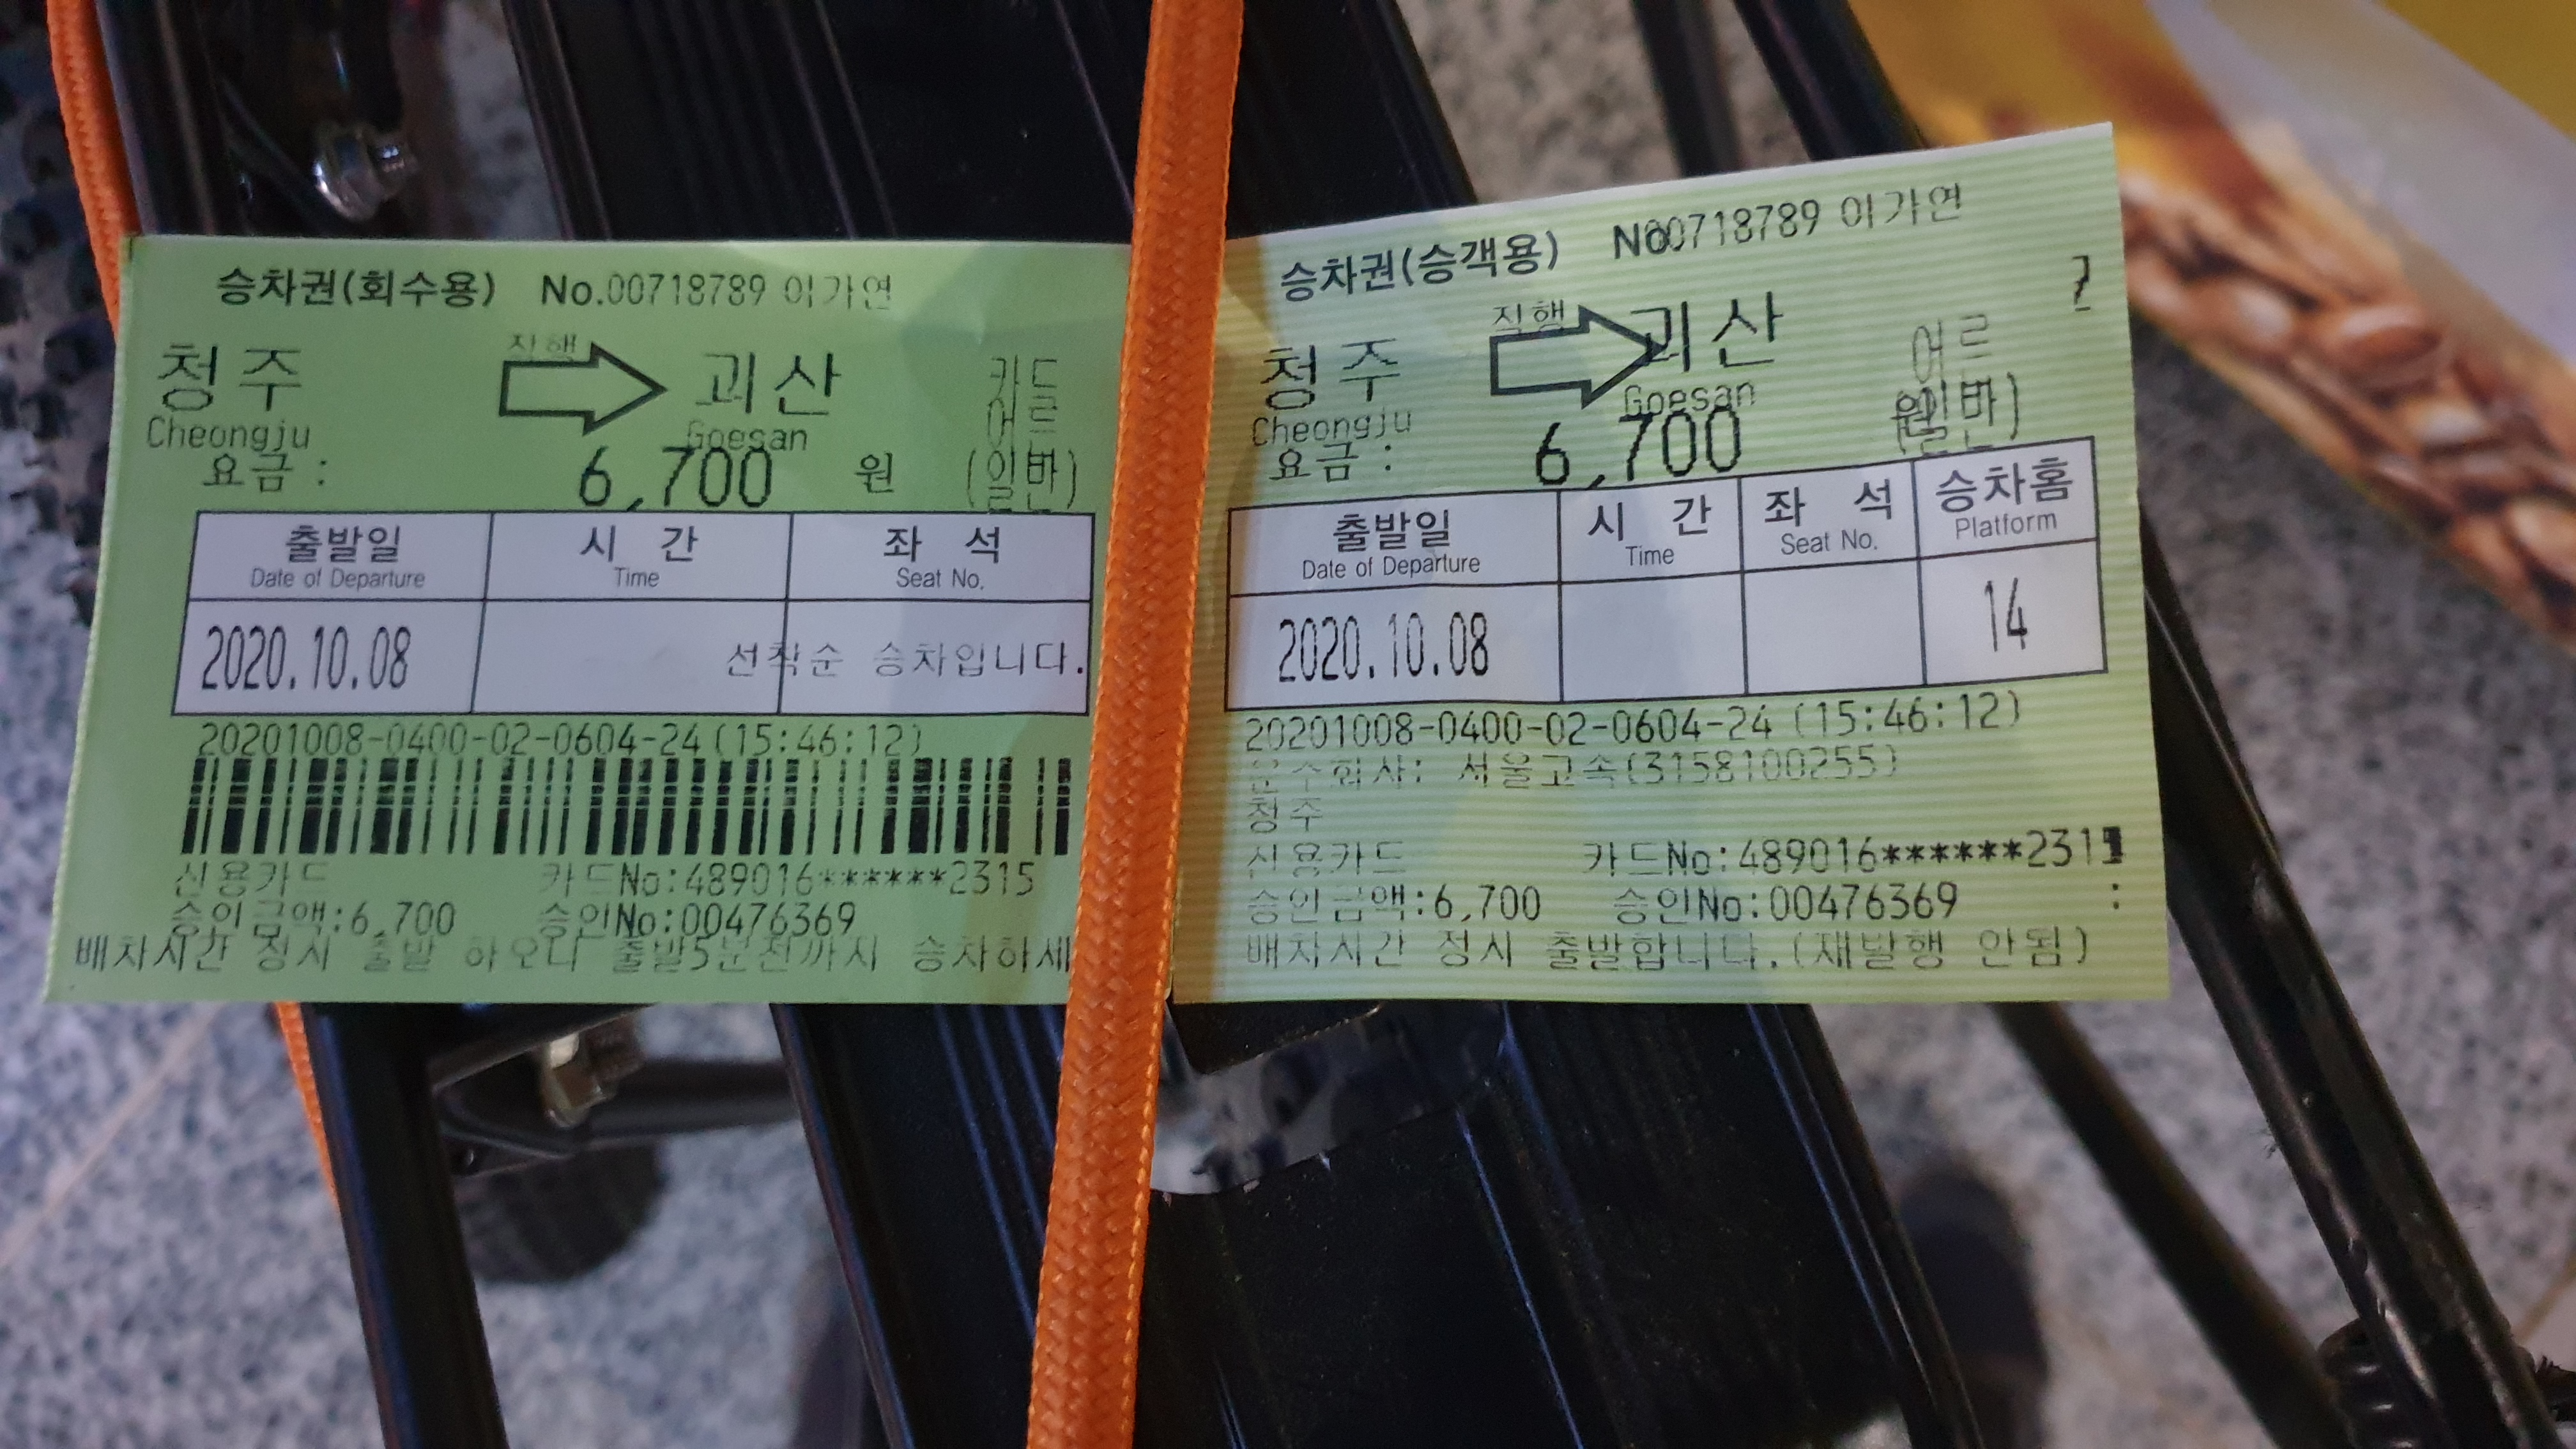 승차권(회수용) No.00718789 이가연
직행
청주 괴산 카드
Cheongju Goesan 어른
요금 : 6,700 원 (일반)
출발일 시 간 좌 석
Date of Departure Time Seat No.
2020.10.08 선착순 승차입니다.
20201008-0400-02-0604-24(15:46:12)
신용카드 카드No:489016******2315
승인금액:6,700 승인No:00476369
배차시간 정시 출발 하오니 출발5분전까지 승차하세
승차권(승객용) No00718789 이가연
직행
청주 괴산 어른
Cheongju Goesan (일반)
요금 : 6,700 원
출발일 시 간 좌 석 승차홈
Date of Departure Time Seat No. Platform
2020.10.08 14
20201008-0400-02-0604-24(15:46:12)
운수회사: 서울고속(3158100255)
청주
신용카드 카드No:489016******231
승인금액:6,700 승인No:00476369 :
배차시간 정시 출발합니다.(재발행 안됨)